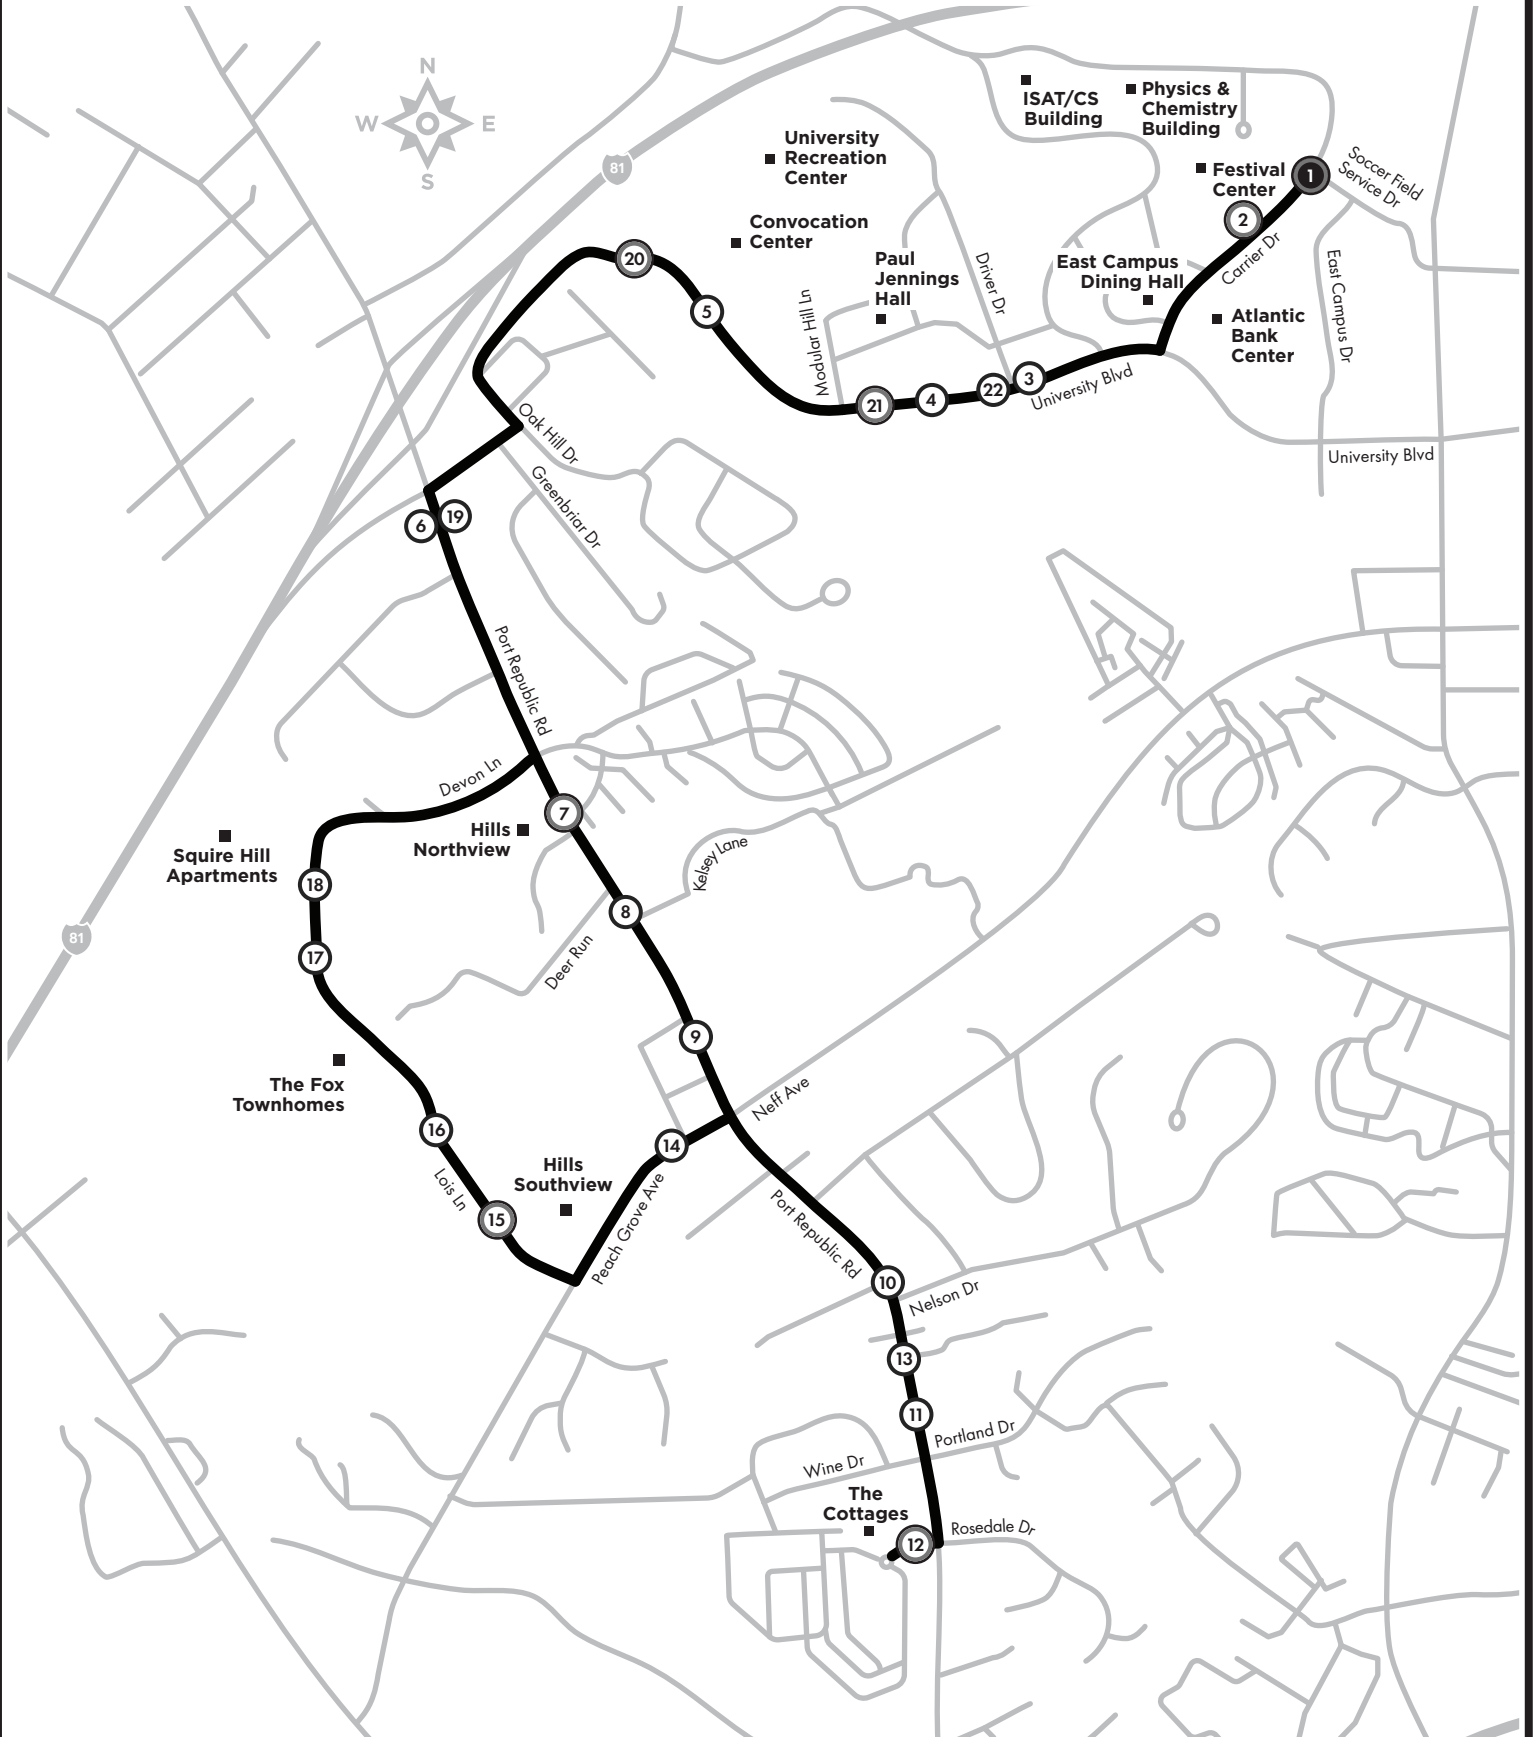 N
W
E
S
81
ISAT/CS
Building
Physics &
Chemistry
Building
University
Recreation
Center
Festival
Center
1
Soccer Field
Service Dr
2
Convocation
Center
Carrier Dr
20
Paul
Jennings
Hall
Driver Dr
East Campus
Dining Hall
East Campus Dr
5
Modular Hill Ln
Atlantic
Bank
Center
21
4
22
3
University Blvd
University Blvd
Oak Hill Dr
Greenbriar Dr
6
19
Port Republic Rd
Devon Ln
7
Hills
Northview
Squire Hill
Apartments
Kelsey Lane
18
8
81
17
Deer Run
9
The Fox
Townhomes
Neff Ave
16
14
Hills
Southview
Lois Ln
15
Peach Grove Ave
Port Republic Rd
10
Nelson Dr
13
11
Portland Dr
Wine Dr
The
Cottages
12
Rosedale Dr